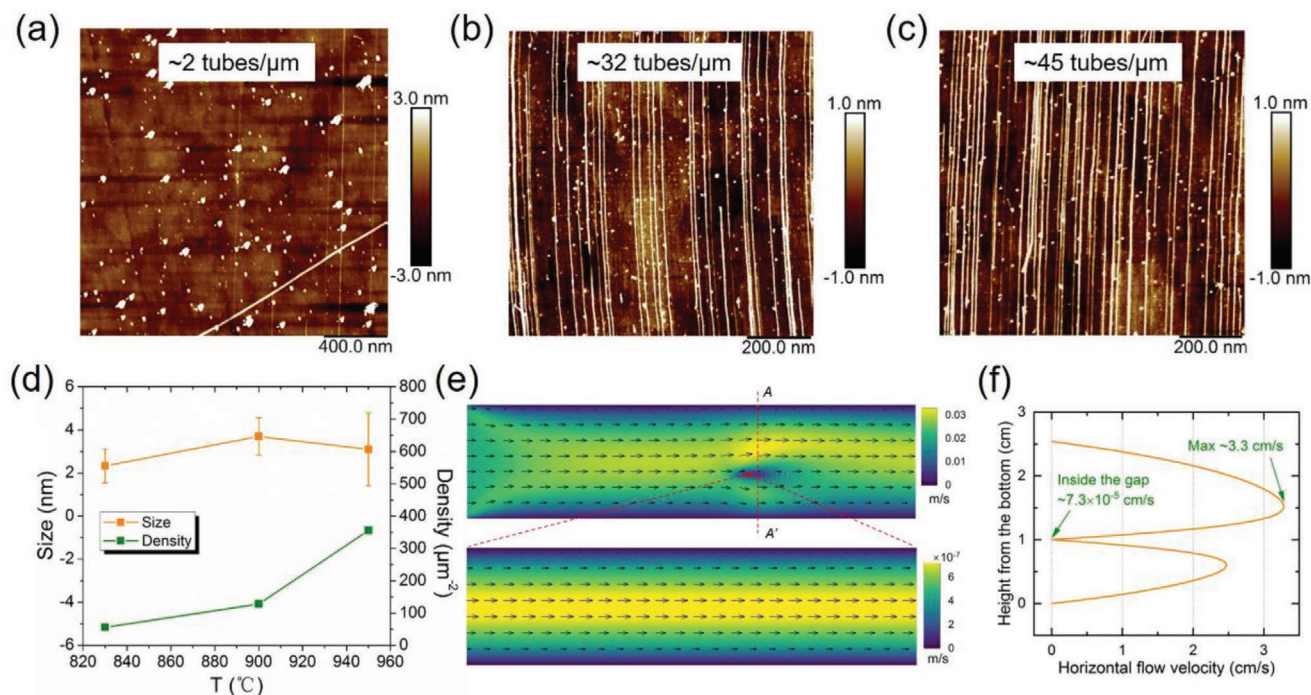 (a)
~2 tubes/μm
3.0 nm
-3.0 nm
400.0 nm
(b)
~32 tubes/μm
1.0 nm
-1.0 nm
200.0 nm
(c)
~45 tubes/μm
1.0 nm
-1.0 nm
200.0 nm
(d)
6
4
2
0
-2
-4
-6
Size (nm)
Size
Density
800
700
600
500
400
300
200
100
0
Density (μm⁻²)
820 840 860 880 900 920 940 960
T (℃)
(e)
A
A'
0.03
0.02
0.01
0
m/s
×10⁻⁷
6
4
2
0
m/s
(f)
3
2
1
0
Height from the bottom (cm)
Max ~3.3 cm/s
Inside the gap
~7.3×10⁻⁵ cm/s
0 1 2 3
Horizontal flow velocity (cm/s)